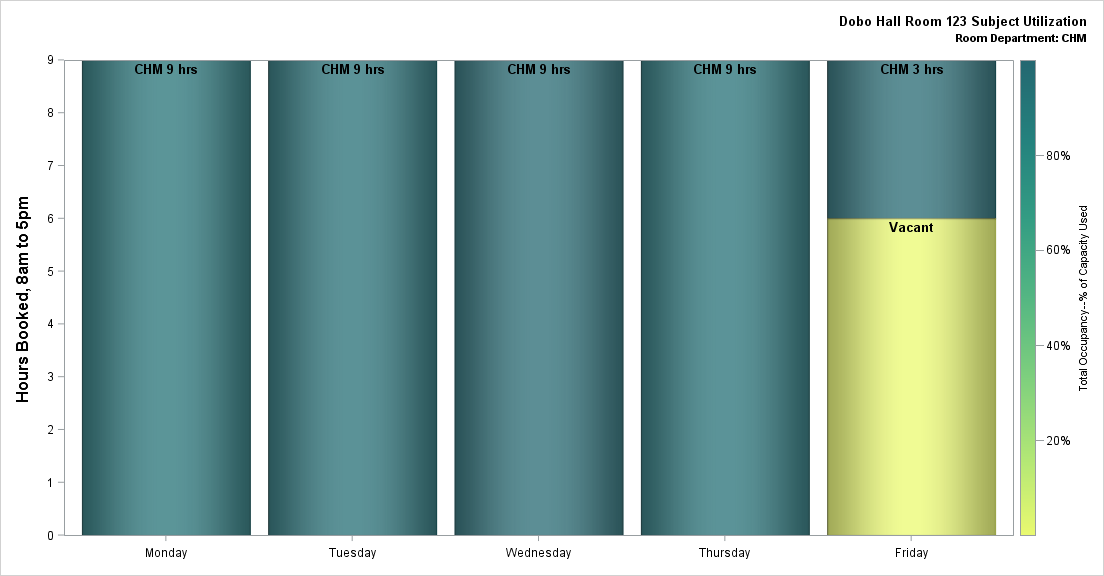 Dobo Hall Room 123 Subject Utilization
Room Department: CHM
Hours Booked, 8am to 5pm
9
8
7
6
5
4
3
2
1
0
CHM 9 hrs
CHM 9 hrs
CHM 9 hrs
CHM 9 hrs
CHM 3 hrs
Vacant
Monday
Tuesday
Wednesday
Thursday
Friday
80%
60%
40%
20%
Total Occupancy--% of Capacity Used